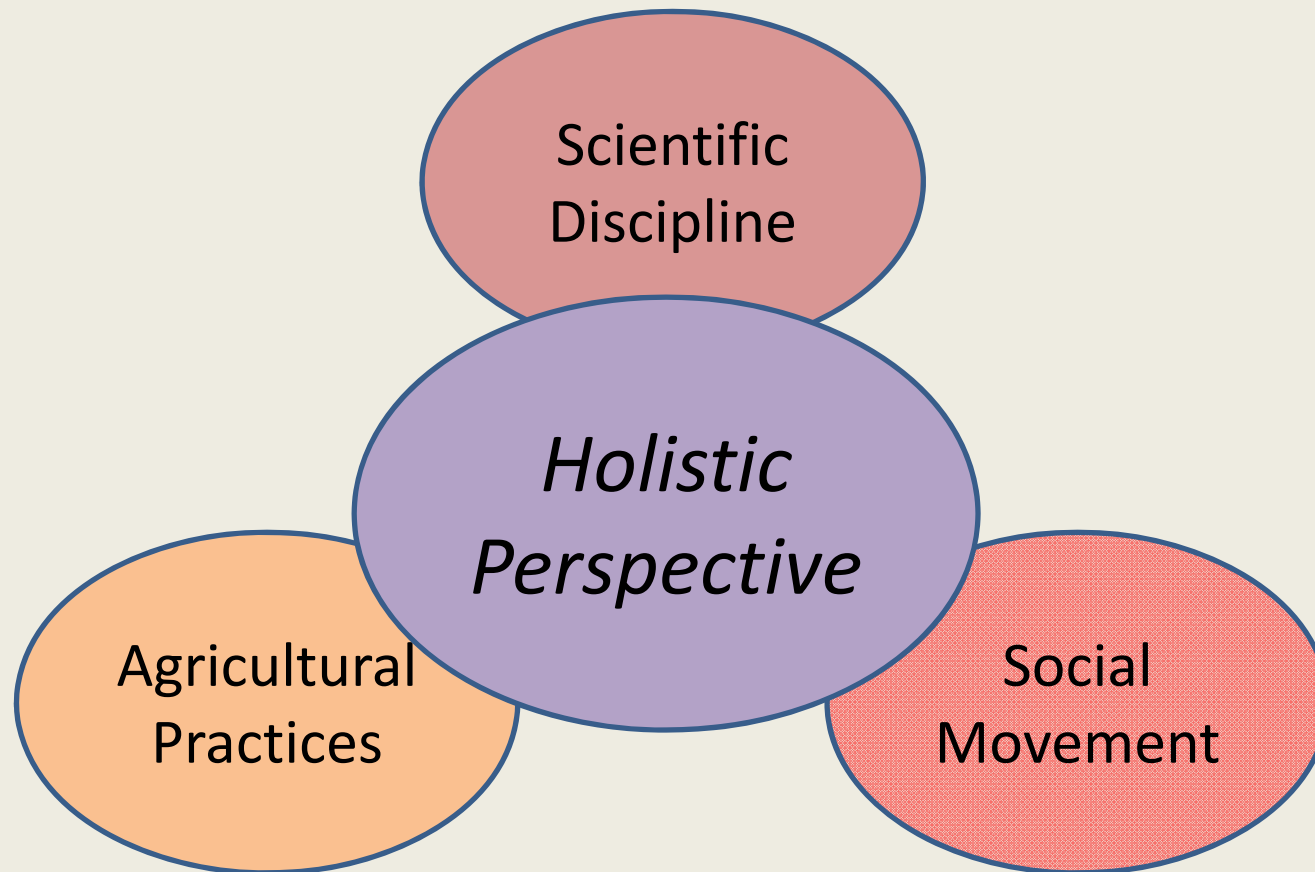 Scientific
Discipline
Holistic
Perspective
Agricultural
Practices
Social
Movement